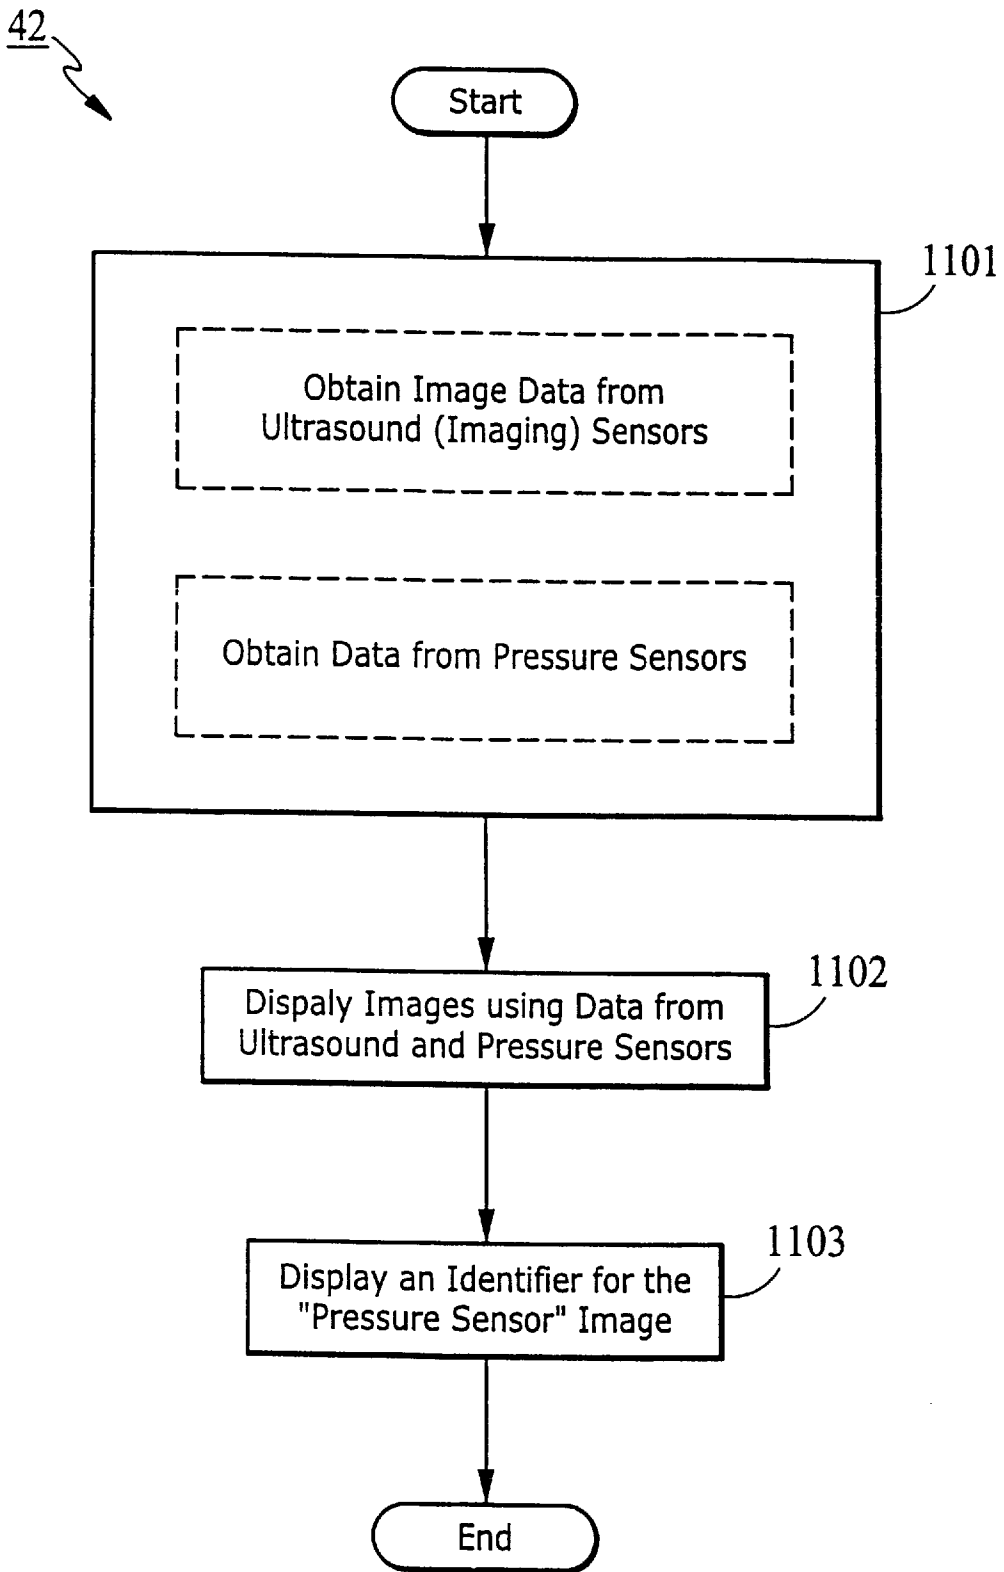 42
Start
1101
Obtain Image Data from
Ultrasound (Imaging) Sensors
Obtain Data from Pressure Sensors
1102
Dispaly Images using Data from
Ultrasound and Pressure Sensors
1103
Display an Identifier for the
"Pressure Sensor" Image
End